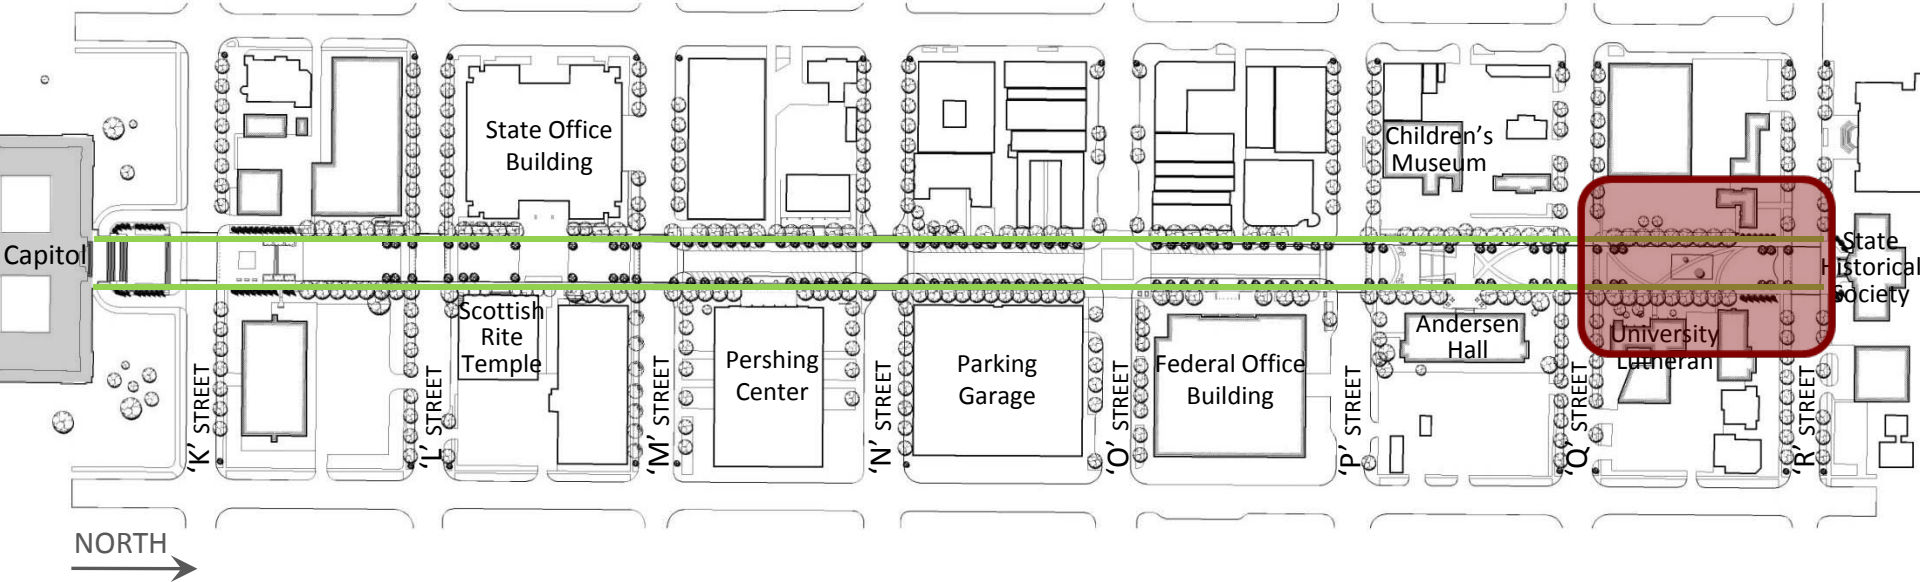 State Office
Building
Children's
Museum
Capitol
State
Historical
Society
Scottish
Rite
Temple
Pershing
Center
Parking
Garage
Federal Office
Building
Andersen
Hall
University
Lutheran
'K' STREET
'L' STREET
'M' STREET
'N' STREET
'O' STREET
'P' STREET
'Q' STREET
'R' STREET
NORTH